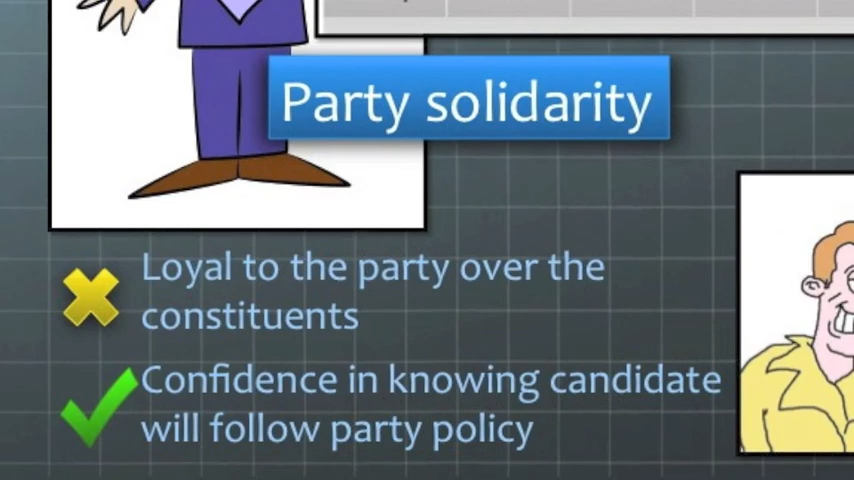 Party solidarity
Loyal to the party over the
constituents
Confidence in knowing candidate
will follow party policy